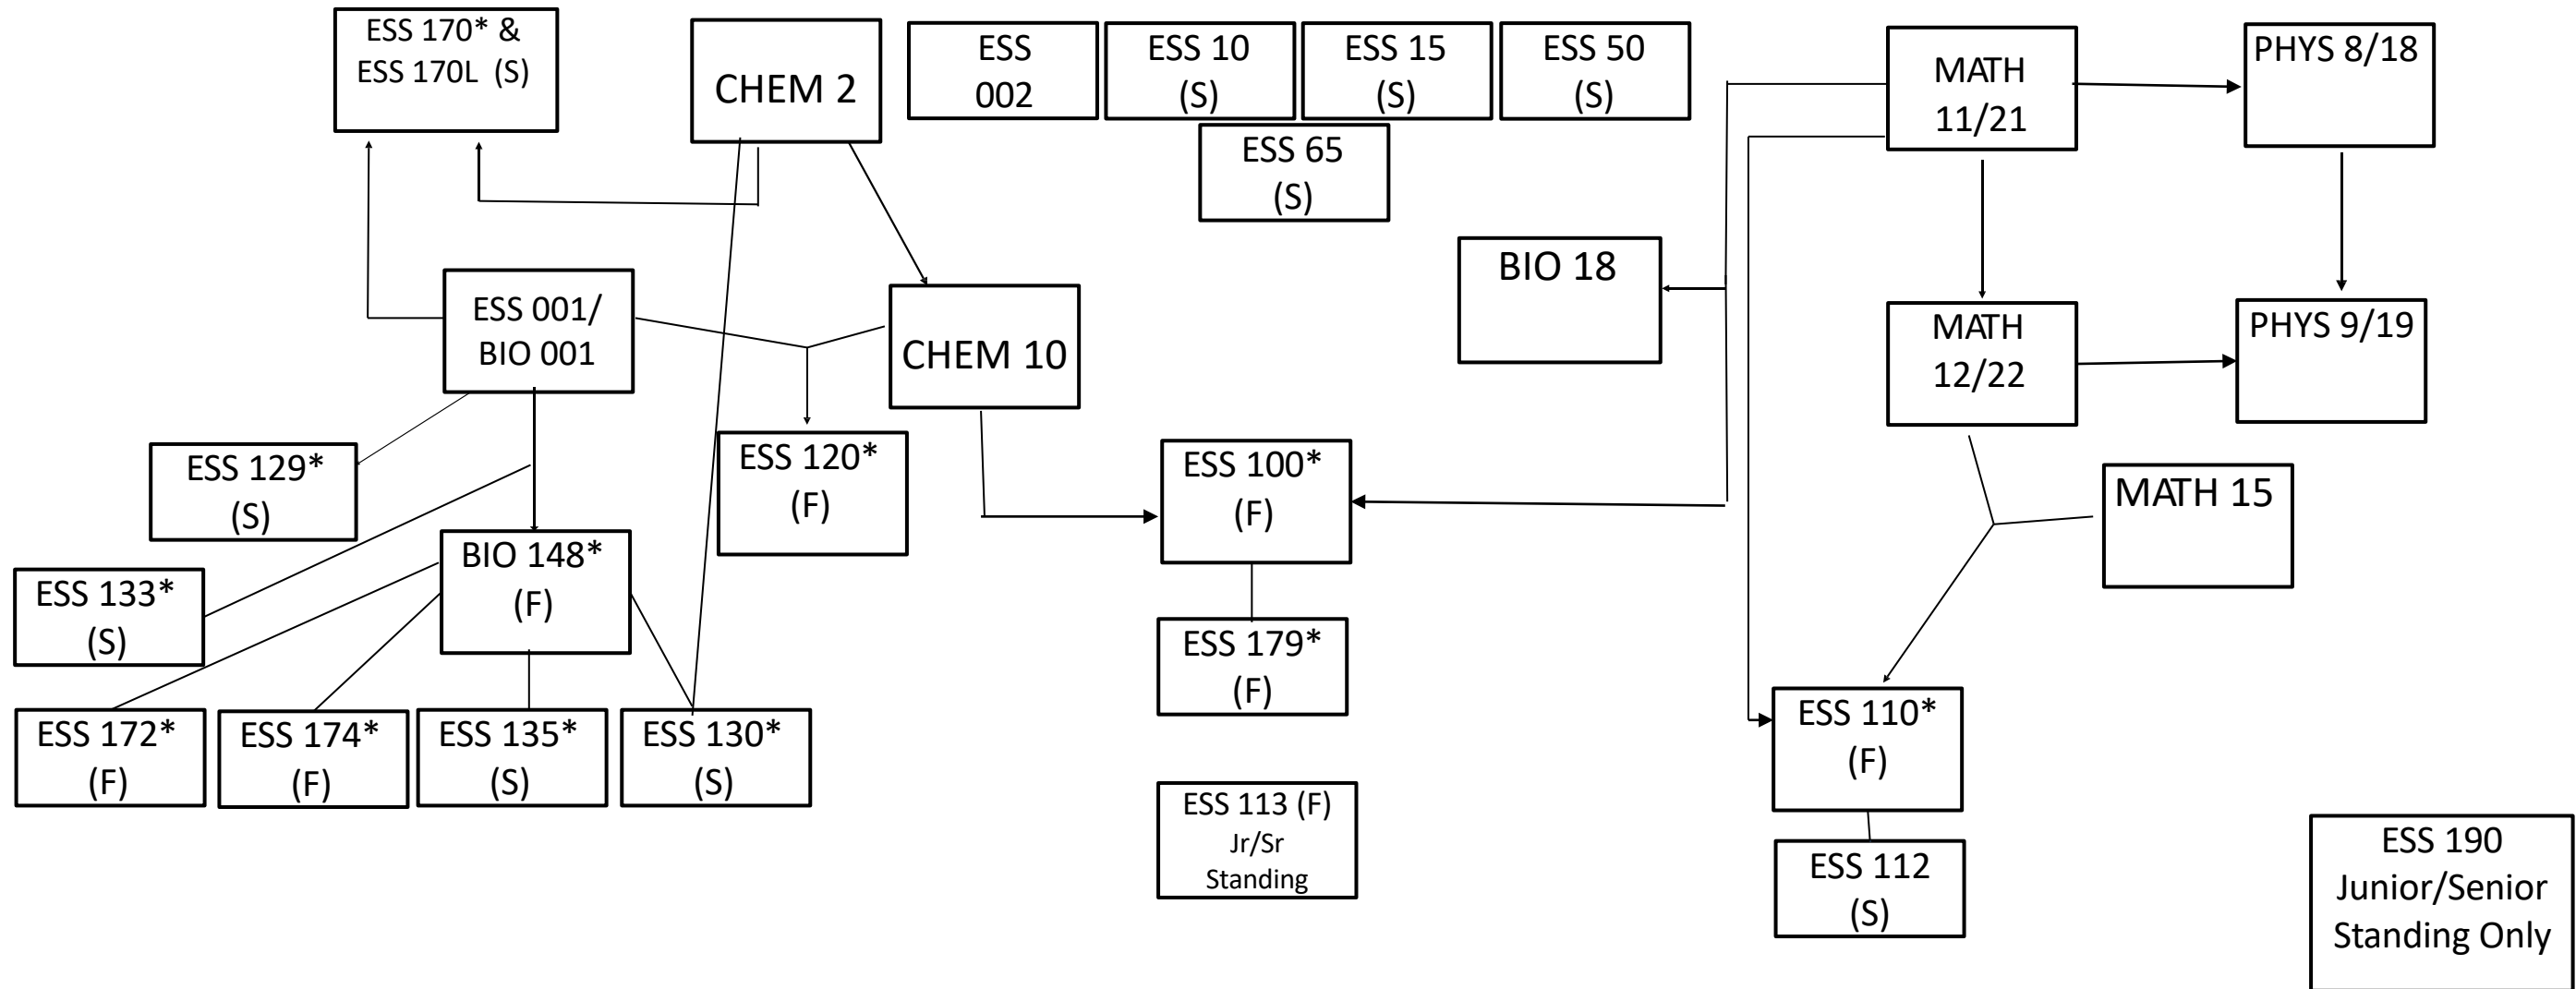 ESS 170* &
ESS 170L (S)
CHEM 2
ESS
002
ESS 10
(S)
ESS 15
(S)
ESS 50
(S)
ESS 65
(S)
MATH
11/21
PHYS 8/18
BIO 18
ESS 001/
BIO 001
CHEM 10
MATH
12/22
PHYS 9/19
ESS 129*
(S)
ESS 120*
(F)
ESS 100*
(F)
MATH 15
BIO 148*
(F)
ESS 133*
(S)
ESS 179*
(F)
ESS 172*
(F)
ESS 174*
(F)
ESS 135*
(S)
ESS 130*
(S)
ESS 110*
(F)
ESS 113 (F)
Jr/Sr
Standing
ESS 112
(S)
ESS 190
Junior/Senior
Standing Only